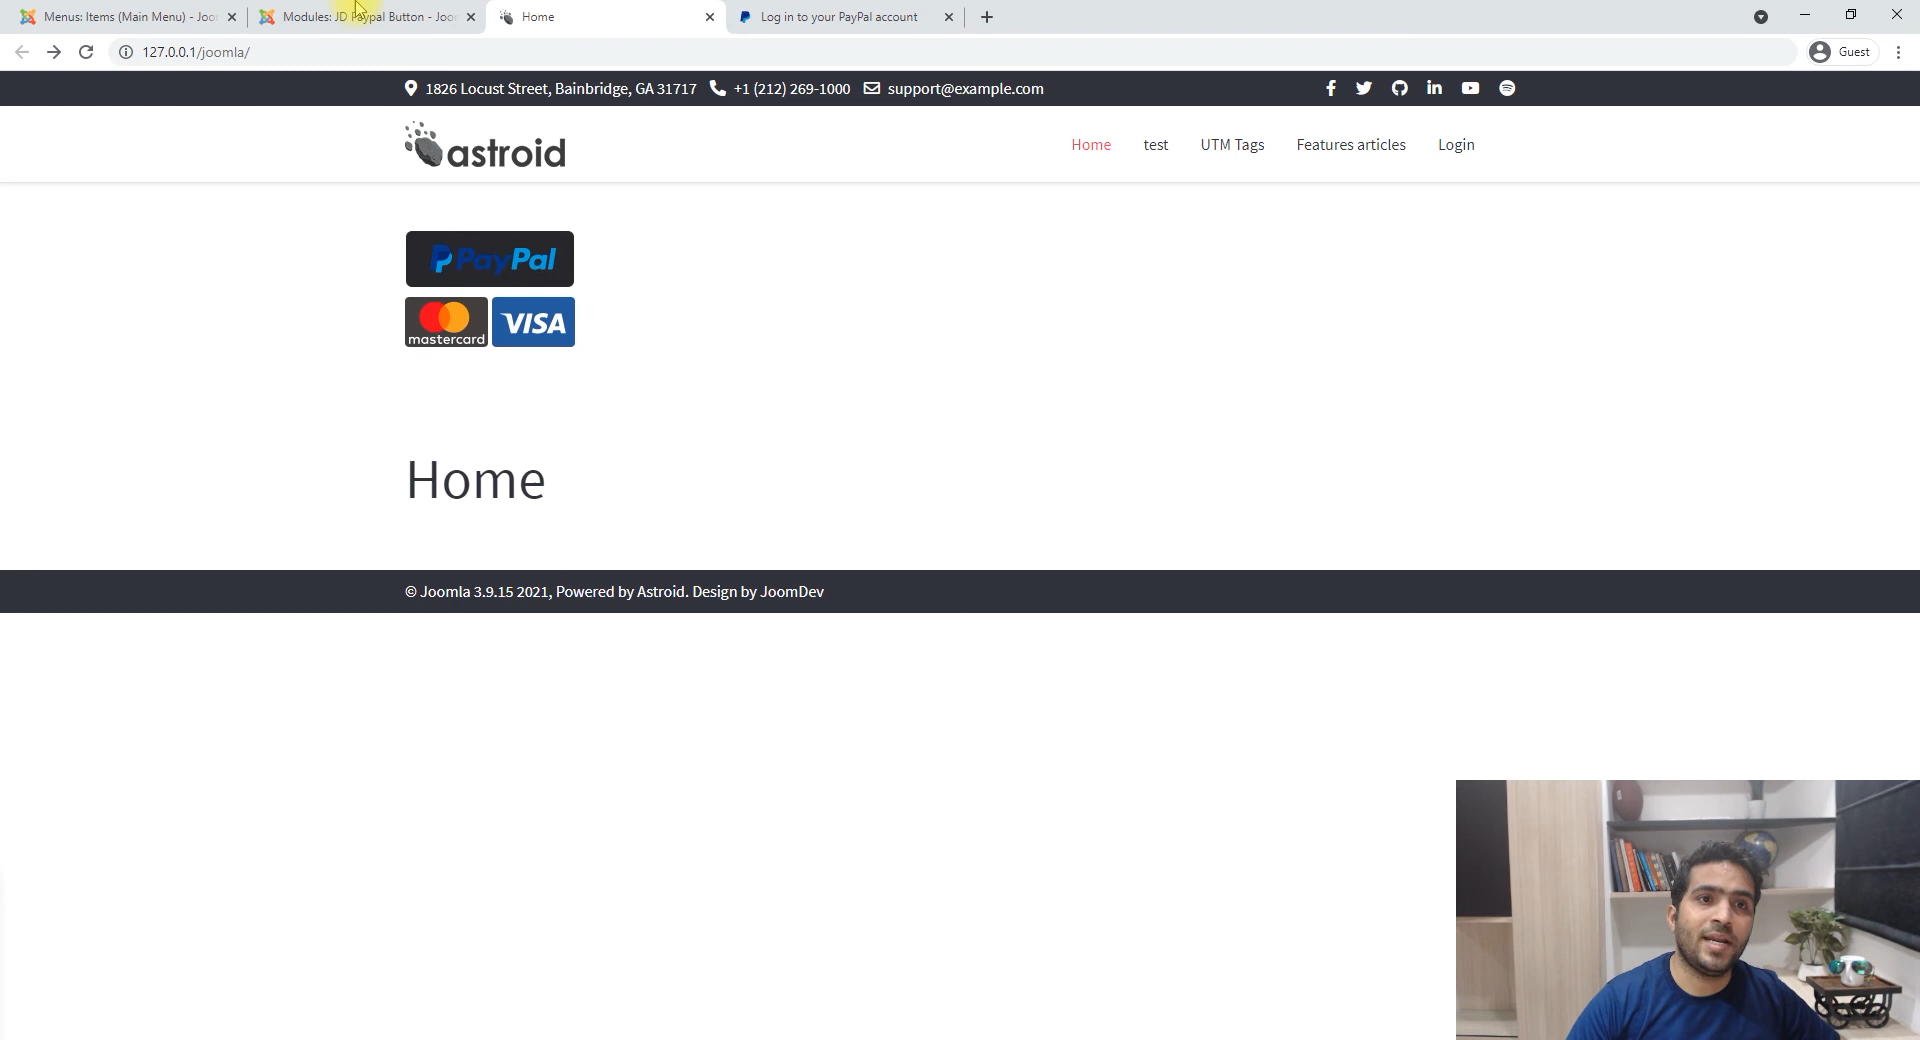 Menus: Items (Main Menu) - Joo
Modules: JD Paypal Button - Joo
Home
Log in to your PayPal account
127.0.0.1/joomla/
Guest
1826 Locust Street, Bainbridge, GA 31717 +1 (212) 269-1000 support@example.com
astroid
Home test UTM Tags Features articles Login
PayPal
mastercard VISA
Home
© Joomla 3.9.15 2021, Powered by Astroid. Design by JoomDev